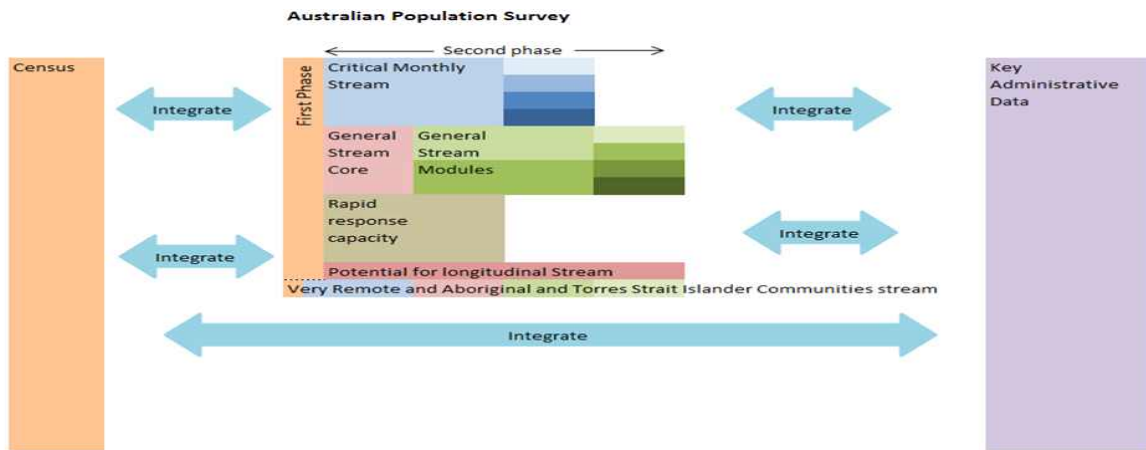 Australian Population Survey
Second phase
Census
First Phase
Critical Monthly
Stream
Key
Administrative
Data
Integrate
Integrate
General
Stream
Core
General
Stream
Modules
Rapid
response
capacity
Integrate
Integrate
Potential for longitudinal Stream
Very Remote and Aboriginal and Torres Strait Islander Communities stream
Integrate